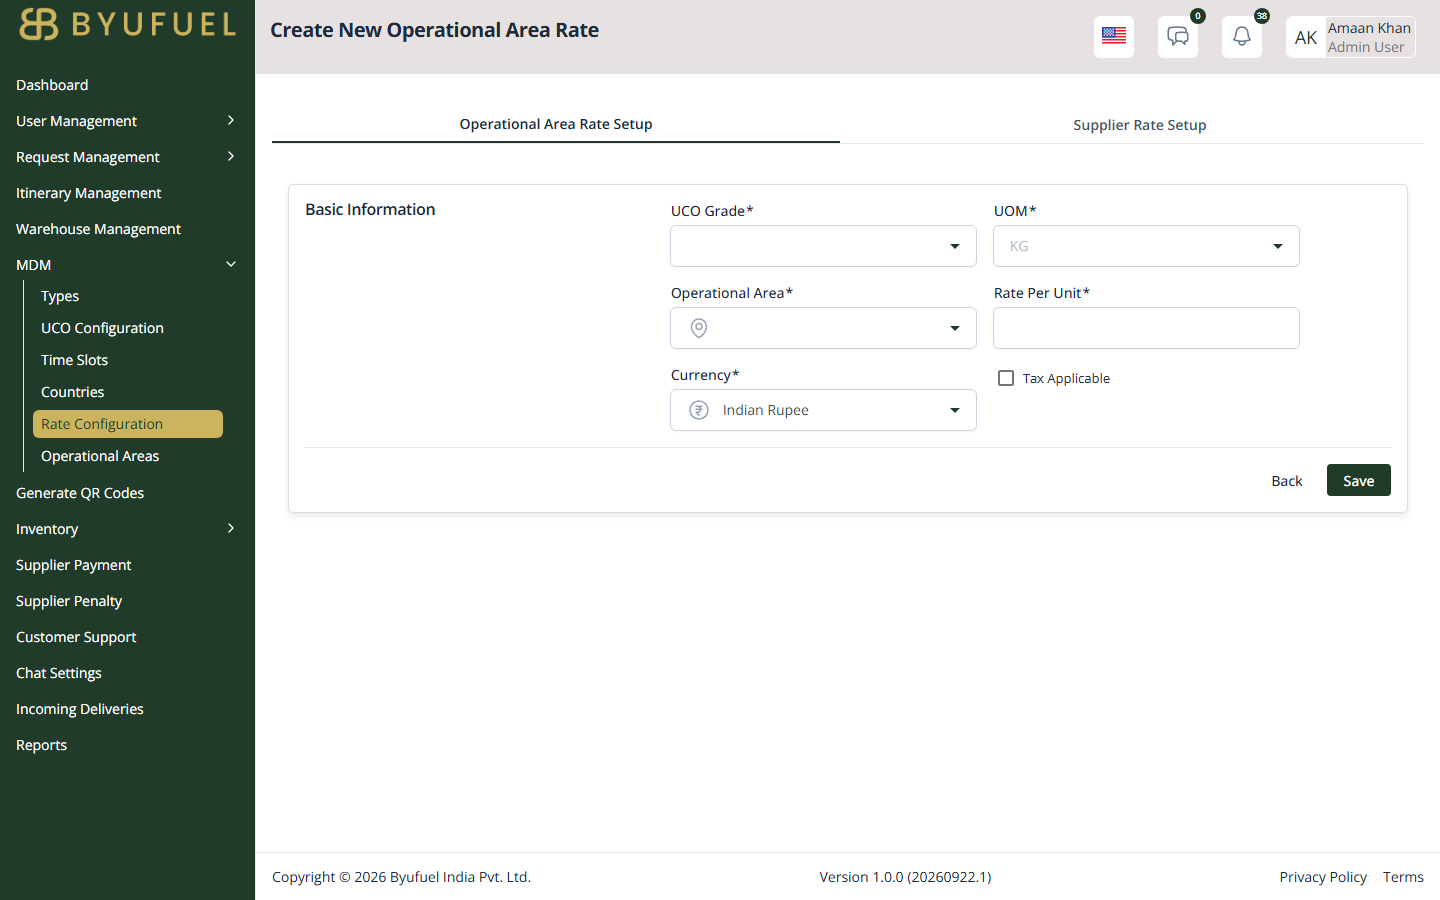 BYUFUEL
Create New Operational Area Rate
0
38
AK
Amaan Khan
Admin User
Dashboard
User Management
Request Management
Itinerary Management
Warehouse Management
MDM
Types
UCO Configuration
Time Slots
Countries
Rate Configuration
Operational Areas
Generate QR Codes
Inventory
Supplier Payment
Supplier Penalty
Customer Support
Chat Settings
Incoming Deliveries
Reports
Operational Area Rate Setup
Supplier Rate Setup
Basic Information
UCO Grade*
UOM*
KG
Operational Area*
Rate Per Unit*
Currency*
₹ Indian Rupee
Tax Applicable
Back
Save
Copyright © 2026 Byufuel India Pvt. Ltd.
Version 1.0.0 (20260922.1)
Privacy Policy
Terms